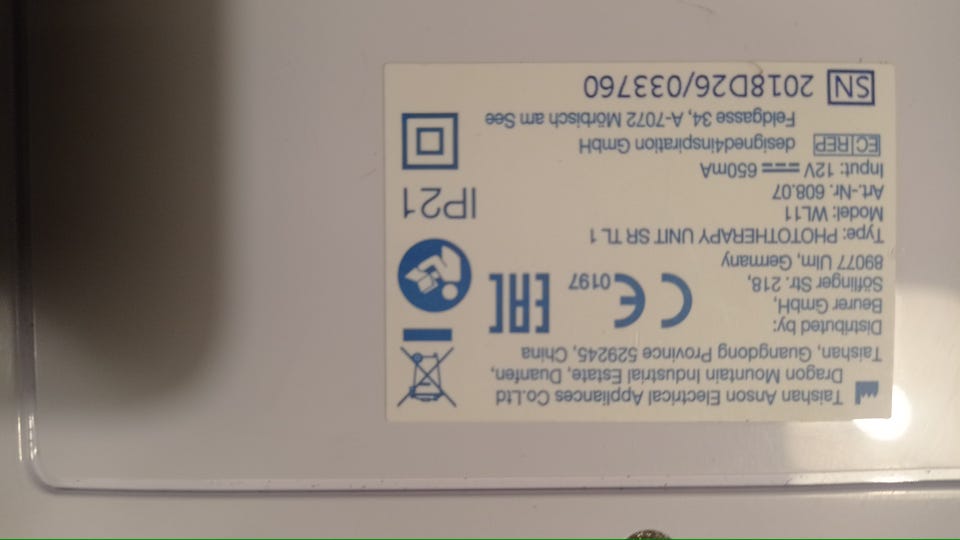 Taishan Anson Electrical Appliances Co.Ltd
Dragon Mountain Industrial Estate, Duanfen,
Taishan, Guangdong Province 529245, China
Distributed by:
Beurer GmbH,
Söflinger Str. 218,
89077 Ulm, Germany
CE 0197
EAC
Type: PHOTOTHERAPY UNIT SR TL 1
Model: WL11
Art.-Nr. 608.07
Input: 12V 650mA
IP21
EC REP designed4inspiration GmbH
Feldgasse 34, A-7072 Mörbisch am See
SN 2018D26/033760